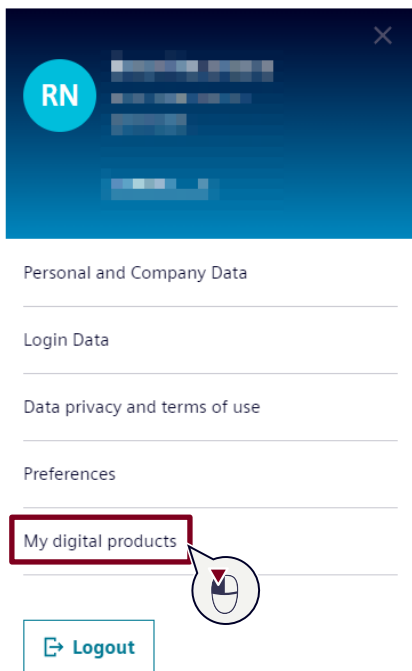 RN
Personal and Company Data
Login Data
Data privacy and terms of use
Preferences
My digital products
Logout